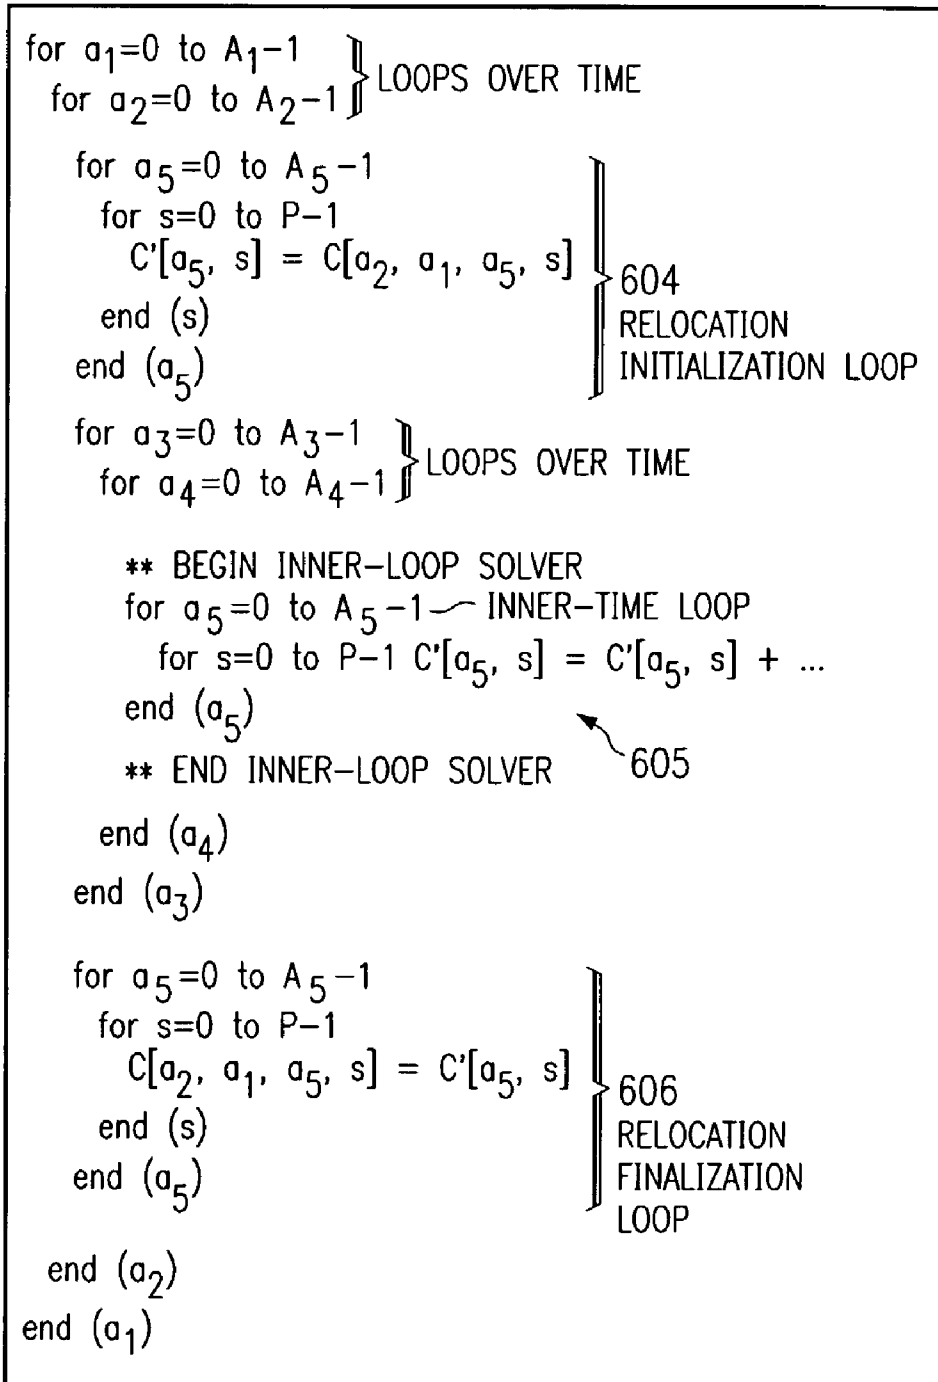 for a₁=0 to A₁-1
for a₂=0 to A₂-1
LOOPS OVER TIME
for a₅=0 to A₅-1
for s=0 to P-1
C'[a₅, s] = C[a₂, a₁, a₅, s]
end (s)
end (a₅)
604
RELOCATION
INITIALIZATION LOOP
for a₃=0 to A₃-1
for a₄=0 to A₄-1
LOOPS OVER TIME
** BEGIN INNER-LOOP SOLVER
for a₅=0 to A₅-1 INNER-TIME LOOP
for s=0 to P-1 C'[a₅, s] = C'[a₅, s] + ...
end (a₅)
605
** END INNER-LOOP SOLVER
end (a₄)
end (a₃)
for a₅=0 to A₅-1
for s=0 to P-1
C[a₂, a₁, a₅, s] = C'[a₅, s]
end (s)
end (a₅)
606
RELOCATION
FINALIZATION
LOOP
end (a₂)
end (a₁)